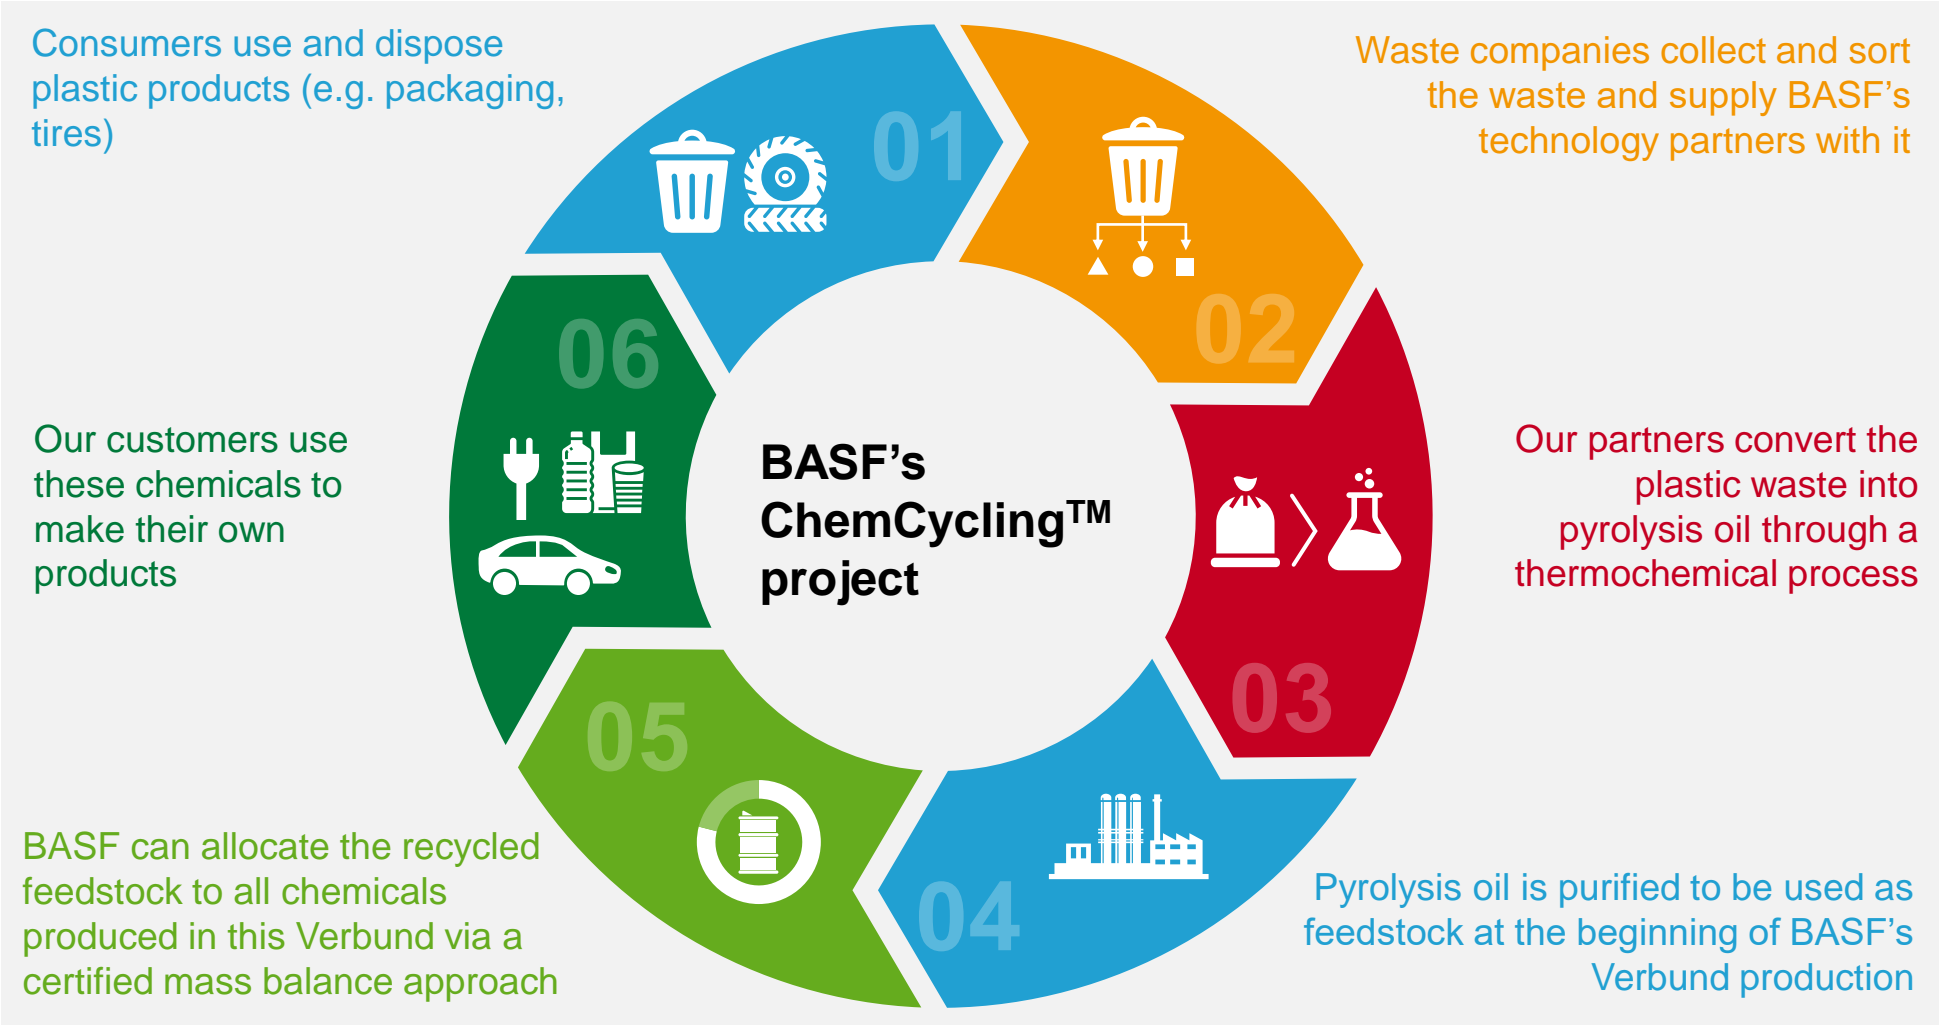 Consumers use and dispose
plastic products (e.g. packaging,
tires)
01
Waste companies collect and sort
the waste and supply BASF’s
technology partners with it
02
Our partners convert the
plastic waste into
pyrolysis oil through a
thermochemical process
03
Pyrolysis oil is purified to be used as
feedstock at the beginning of BASF’s
Verbund production
04
BASF can allocate the recycled
feedstock to all chemicals
produced in this Verbund via a
certified mass balance approach
05
Our customers use
these chemicals to
make their own
products
06
BASF’s
ChemCycling™
project